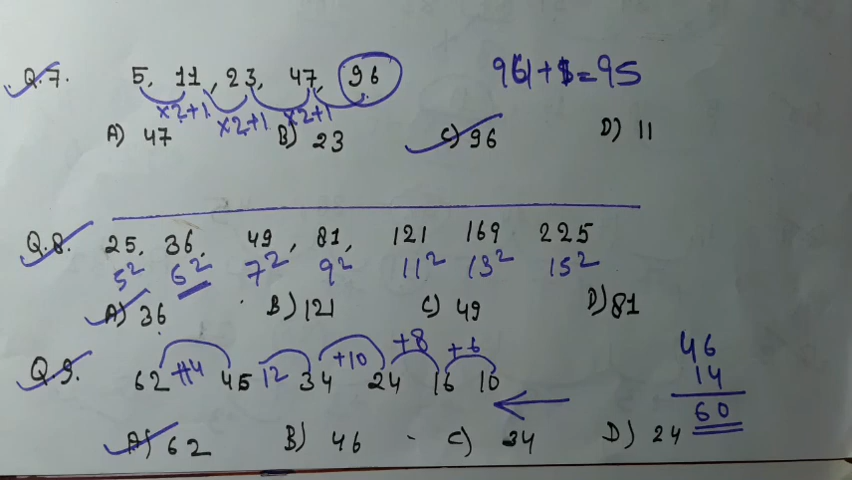 Q.7. 5, 11, 23, 47, 96 961+1=95
×2+1 ×2+1 ×2+1
A) 47 B) 23 C) 96 D) 11
Q.8. 25, 36, 49, 81, 121 169 225
5² 6² 7² 9² 11² 13² 15²
A) 36 B) 121 C) 49 D) 81
+10 +8 +6
Q.9. 62 +14 45 12 34 24 16 10
46
14
60
A) 62 B) 46 C) 34 D) 24